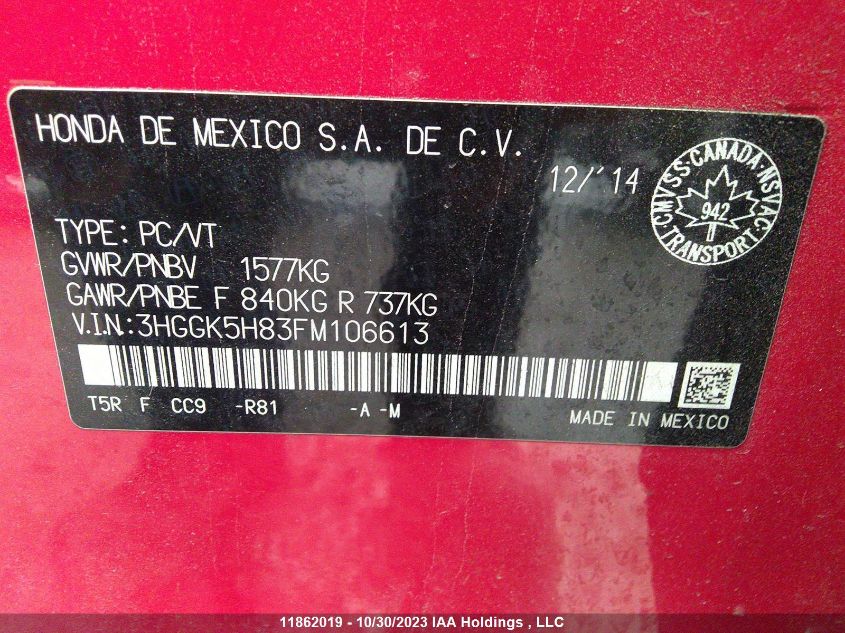 HONDA DE MEXICO S.A. DE C.V.
12/´14
CMVSS·CANADA·NSVAC·TRANSPORT
942
TYPE: PC/VT
GVWR/PNBV 1577KG
GAWR/PNBE F 840KG R 737KG
V.I.N.:3HGGK5H83FM106613
T5R F CC9 -R81 -A -M
MADE IN MEXICO
11862019 - 10/30/2023 IAA Holdings , LLC